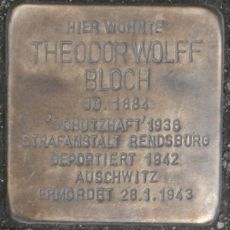 HIER WOHNTE
THEODOR WOLFF
BLOCH
JG. 1884
'SCHUTZHAFT' 1938
STRAFANSTALT RENDSBURG
DEPORTIERT 1942
AUSCHWITZ
ERMORDET 28.1.1943